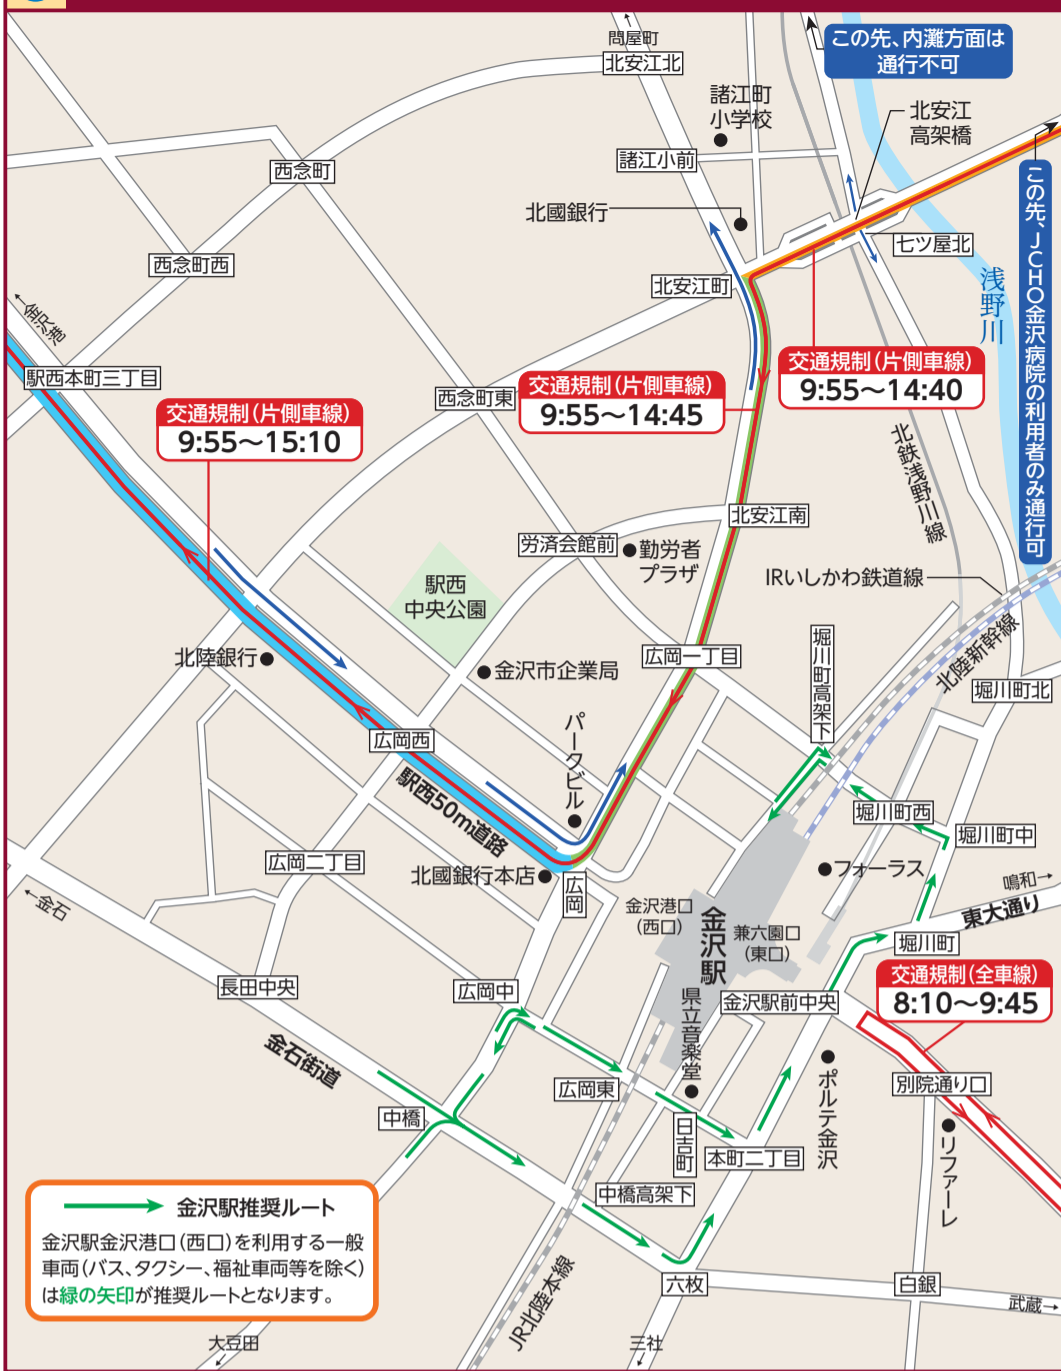 問屋町
北安江北
この先、内灘方面は
通行不可
諸江町
小学校
北安江
高架橋
諸江小前
西念町
この先、JCHO金沢病院の利用者のみ通行可
北國銀行
七ツ屋北
西念町西
北安江町
浅野川
←金沢港
駅西本町三丁目
交通規制(片側車線)
9:55〜14:40
交通規制(片側車線)
9:55〜14:45
西念町東
交通規制(片側車線)
9:55〜15:10
北鉄浅野川線
北安江南
労済会館前
勤労者
プラザ
IRいしかわ鉄道線
駅西
中央公園
堀川町高架下
北陸新幹線
広岡一丁目
北陸銀行
金沢市企業局
堀川町北
パークビル
広岡西
駅西50m道路
堀川町西
堀川町中
広岡二丁目
北國銀行本店
フォーラス
広岡
鳴和→
←金石
金沢港口
(西口)
金沢駅
兼六園口
(東口)
東大通り
堀川町
交通規制(全車線)
8:10〜9:45
長田中央
広岡中
金沢駅前中央
県立音楽堂
金石街道
広岡東
ポルテ金沢
別院通り口
中橋
日吉町
本町二丁目
リファーレ
中橋高架下
金沢駅推奨ルート
金沢駅金沢港口(西口)を利用する一般
車両(バス、タクシー、福祉車両等を除く)
は緑の矢印が推奨ルートとなります。
JR北陸本線
六枚
白銀
武蔵→
大豆田
三社